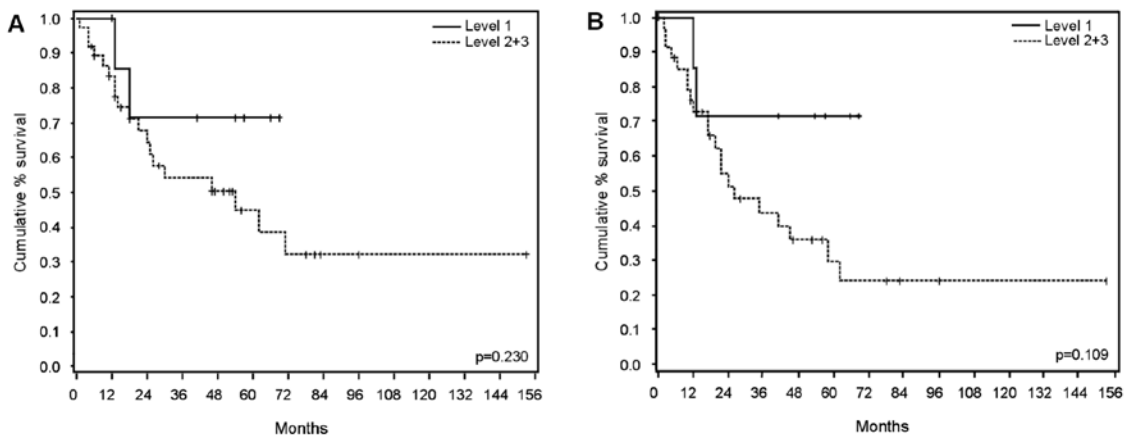 A
Cumulative % survival
1.0
0.9
0.8
0.7
0.6
0.5
0.4
0.3
0.2
0.1
0.0
Level 1
Level 2+3
p=0.230
0 12 24 36 48 60 72 84 96 108 120 132 144 156
Months
B
Cumulative % survival
1.0
0.9
0.8
0.7
0.6
0.5
0.4
0.3
0.2
0.1
0.0
Level 1
Level 2+3
p=0.109
0 12 24 36 48 60 72 84 96 108 120 132 144 156
Months